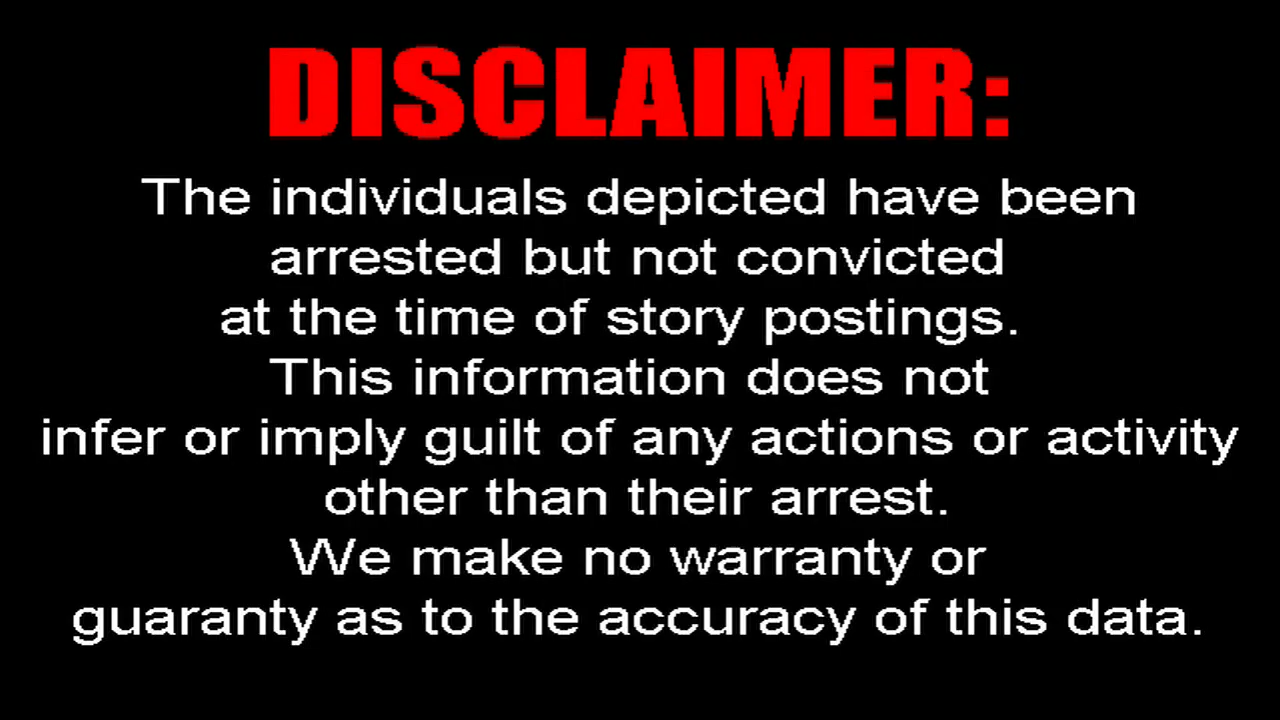 DISCLAIMER:
The individuals depicted have been
arrested but not convicted
at the time of story postings.
This information does not
infer or imply guilt of any actions or activity
other than their arrest.
We make no warranty or
guaranty as to the accuracy of this data.